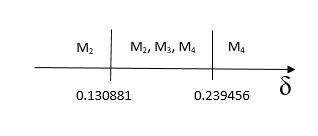 M₂ M₂, M₃, M₄ M₄
0.130881 0.239456 δ